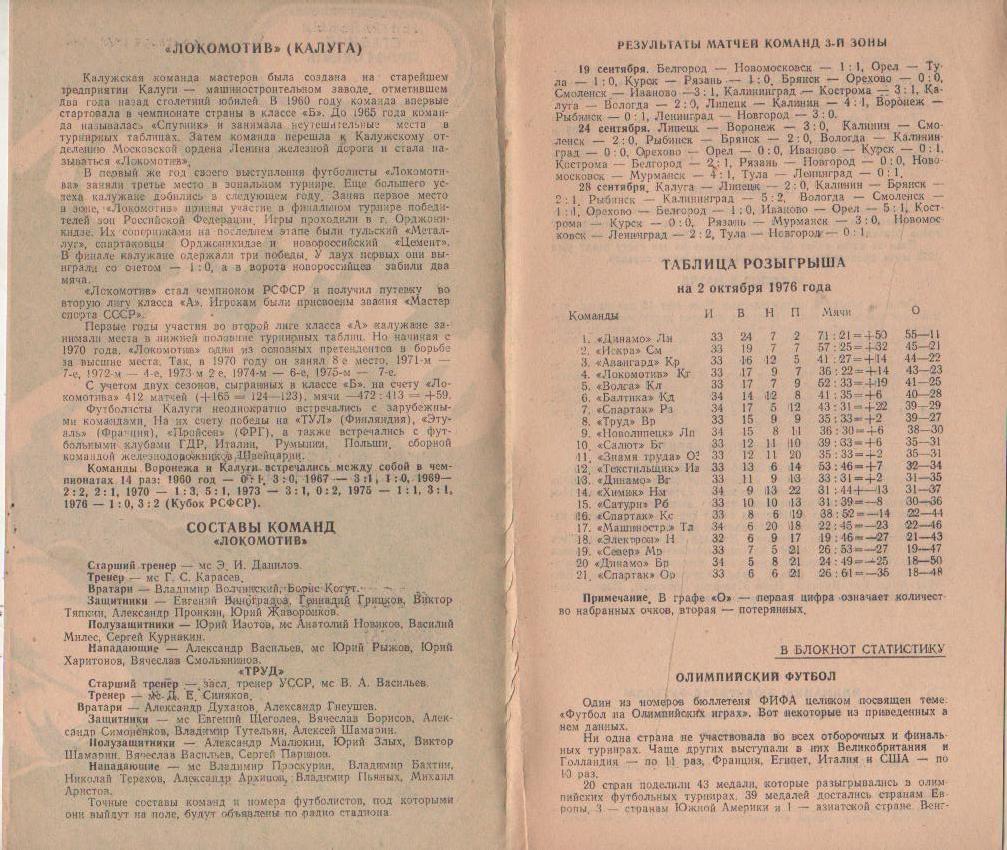 «ЛОКОМОТИВ» (КАЛУГА)
Калужская команда мастеров была создана на старейшем
предприятии Калуги — машиностроительном заводе, отметившем
два года назад столетний юбилей. В 1960 году команда впервые
стартовала в чемпионате страны в классе «Б». До 1965 года коман-
да называлась «Спутник» и занимала неутешительные места в
турнирных таблицах. Затем команда перешла к Калужскому от-
делению Московской ордена Ленина железной дороги и стала на-
зываться «Локомотив».
В первый же год своего выступления футболисты «Локомоти-
ва» заняли третье место в зональном турнире. Еще большего ус-
пеха калужане добились в следующем году. Заняв первое место
в зоне, «Локомотив» принял участие в финальном турнире победи-
телей зон Российской Федерации. Игры проходили в г. Орджони-
кидзе. Их соперниками на последнем этапе были тульский «Метал-
луг», спартаковцы Орджоникидзе и новороссийский «Цемент».
В финале калужане одержали три победы. У двух первых они вы-
играли со счетом — 1:0, а в ворота новороссийцев забили два
мяча.
«Локомотив» стал чемпионом РСФСР и получил путевку во
вторую лигу класса «А». Игрокам были присвоены звания «Мастер
спорта СССР».
Первые годы участия во второй лиге класса «А» калужане за-
нимали места в нижней половине турнирных таблиц. Но начиная с
1970 года, «Локомотив» один из основных претендентов в борьбе
за высшие места. Так, в 1970 году он занял 8-е место, 1971-м —
7-е, 1972-м — 4-е, 1973-м 2 е, 1974-м — 6-е, 1975-м — 7-е.
С учетом двух сезонов, сыгранных в классе «Б», на счету «Ло-
комотива» 412 матчей (+165 = 124—123), мячи —472 : 413 = +59.
Футболисты Калуги неоднократно встречались с зарубежны-
ми командами. На их счету победы на «ТУЛ» (Финляндия), «Эту-
аль» (Франция), «Пройсен» (ФРГ), а также встречались с фут-
больными клубами ГДР, Италии, Румынии, Польши, сборной
командой железнодорожников Швейцарии.
Команды Воронежа и Калуги встречались между собой в чем-
пионатах 14 раз: 1960 год — 0:1, 3:0, 1967 — 3:1, 1:0, 1969—
2:2, 2:1, 1970 — 1:3, 5:1, 1973 — 3:1, 0:2, 1975 — 1:1, 3:1,
1976 — 1:0, 3:2 (Кубок РСФСР).
СОСТАВЫ КОМАНД
«ЛОКОМОТИВ»
Старший тренер — мс Э. И. Данилов.
Тренер — мс Г. С. Карасев.
Вратари — Владимир Волчинский, Борис Когут.
Защитники — Евгений Виноградов, Геннадий Грицков, Виктор
Тяпкин, Александр Пронкин, Юрий Жаворонков.
Полузащитники — Юрий Изотов, мс Анатолий Новиков, Василий
Милес, Сергей Курнакин.
Нападающие — Александр Васильев, мс Юрий Рыжов, Юрий
Харитонов, Вячеслав Смольянинов.
«ТРУД»
Старший тренер — засл. тренер УССР, мс В. А. Васильев.
Тренер — мс Д. Е. Синяков.
Вратари — Александр Духанов, Александр Гнеушев.
Защитники — мс Евгений Щеголев, Вячеслав Борисов, Алек-
сандр Симоненков, Владимир Тутельян, Алексей Шамарин.
Полузащитники — Александр Малюкин, Юрий Злых, Виктор
Шамарин, Вячеслав Васильев, Сергей Паринов.
Нападающие — мс Владимир Проскурин, Владимир Бахтин,
Николай Терехов, Александр Архипов, Владимир Пьяных, Михаил
Аристов.
Точные составы команд и номера футболистов, под которыми
они выйдут на поле, будут объявлены по радио стадиона
РЕЗУЛЬТАТЫ МАТЧЕЙ КОМАНД 3-Й ЗОНЫ
19 сентября. Белгород — Новомосковск — 1:1, Орел — Ту-
ла — 1:0, Курск — Рязань — 1:0, Брянск — Орехово — 0:0,
Смоленск — Иваново — 3:1, Калининград — Кострома — 3:1, Ка-
луга — Вологда — 2:0, Липецк — Калинин — 4:1, Воронеж —
Рыбинск — 0:1, Ленинград — Новгород — 3:0.
24 сентября. Липецк — Воронеж — 3:0, Калинин — Смо-
ленск — 2:0, Рыбинск — Брянск — 2:0, Вологда — Калинин-
град — 0:0, Орехово — Орел — 0:0, Иваново — Курск — 0:1,
Кострома — Белгород — 2:1, Рязань — Новгород — 0:0, Ново-
московск — Мурманск — 4:1, Тула — Ленинград — 0:1.
28 сентября. Калуга — Липецк — 2:0, Калинин — Брянск —
2:1, Рыбинск — Калининград — 5:2, Вологда — Смоленск —
1:1, Орехово — Белгород — 1:0, Иваново — Орел — 5:1, Кост-
рома — Курск — 0:0, Рязань — Мурманск — 3:0, Новомос-
ковск — Ленинград — 2:2, Тула — Новгород — 0:1.
ТАБЛИЦА РОЗЫГРЫША
на 2 октября 1976 года
Команды И В Н П Мячи О
1. «Динамо» Лн 33 24 7 2 71:21=+50 55—11
2. «Искра» См 33 19 7 7 57:25=+32 45—21
3. «Авангард» Кр 33 16 12 5 41:27=+14 44—22
4. «Локомотив» Кг 33 17 9 7 36:22=+14 43—23
5. «Волга» Кл 33 17 7 9 52:33=+19 41—25
6. «Балтика» Кд 34 14 12 8 41:35=+6 40—28
7. «Спартак» Рз 34 17 5 12 43:31=+22 39—29
8. «Труд» Вр 33 15 9 9 35:33=+2 39—27
9. «Новолипецк» Лп 34 15 8 11 36:30=+6 38—30
10. «Салют» Бг 33 12 11 10 39:33=+6 35—31
11. «Знамя труда» ОЗ 33 12 11 20 35:33=+2 35—31
12. «Текстильщик» Ив 33 13 6 14 53:46=+7 32—34
13. «Динамо» Вг 33 11 9 13 33:31=+2 31—35
14. «Химик» Нм 34 9 13 22 31:44+—13 31—37
15. «Сатурн» Рб 33 10 10 13 31:39=—8 30—36
16. «Спартак» Кс 33 8 6 19 38:52=—14 22—44
17. «Машиностр.» Тл 34 6 20 18 22:45=—23 22—46
18. «Электрон» Н 32 6 9 17 19:46=—27 21—43
19. «Север» Мр 33 7 5 21 26:53=—27 19—47
20 «Динамо» Бр 34 5 8 21 24:49=—25 18—50
21. «Спартак» Ор 33 6 6 21 26:61=—35 18—48
Примечание. В графе «О» — первая цифра означает количест-
во набранных очков, вторая — потерянных.
В БЛОКНОТ СТАТИСТИКУ
ОЛИМПИЙСКИЙ ФУТБОЛ
Один из номеров бюллетеня ФИФА целиком посвящен теме:
«Футбол на Олимпийских играх». Вот некоторые из приведенных в
нем данных.
Ни одна страна не участвовала во всех отборочных и финаль-
ных турнирах. Чаще других выступали в них Великобритания и
Голландия — по 11 раз, Франция, Египет, Италия и США — по
10 раз.
20 стран поделили 43 медали, которые разыгрывались в олим-
пийских футбольных турнирах. 39 медалей достались странам Ев-
ропы, 3 — странам Южной Америки и 1 — азиатской стране. Венг-